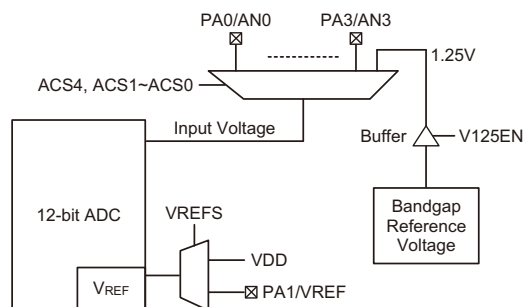 PA0/AN0 PA3/AN3
1.25V
ACS4, ACS1~ACS0
Input Voltage
Buffer V125EN
12-bit ADC
Bandgap
Reference
Voltage
VREFS
VDD
VREF
PA1/VREF